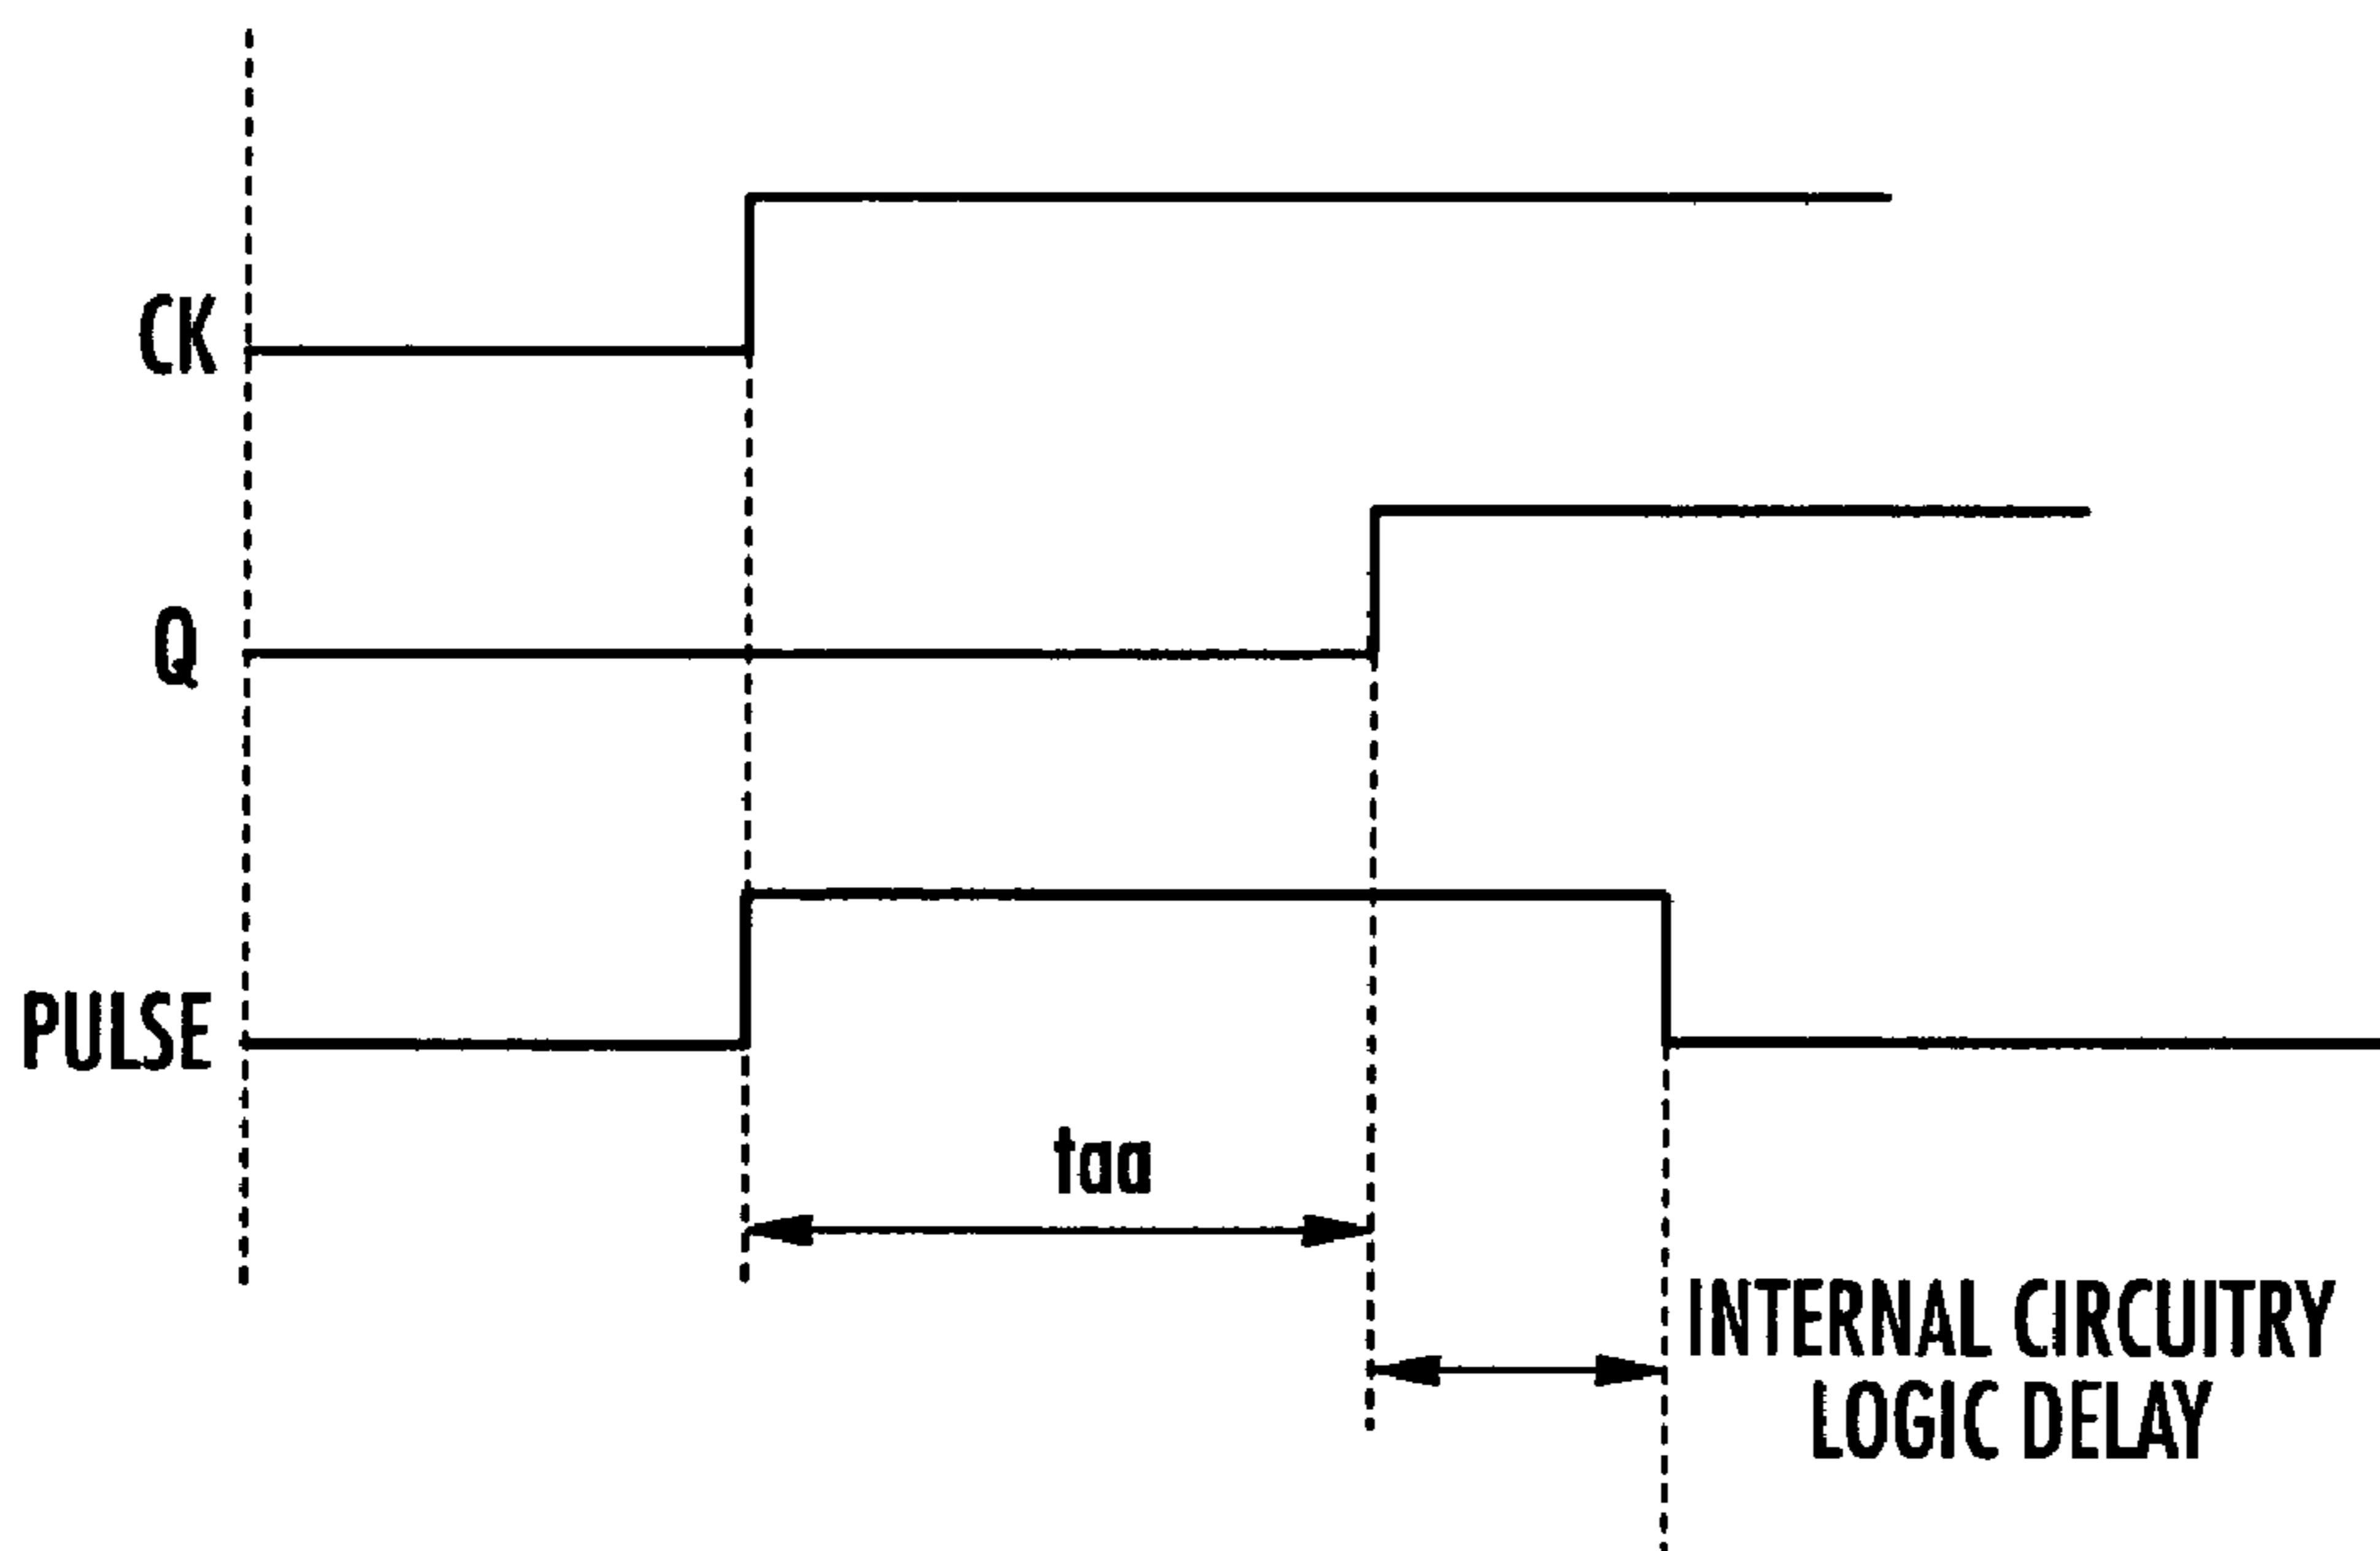 CK
Q
PULSE
taa
INTERNAL CIRCUITRY
LOGIC DELAY